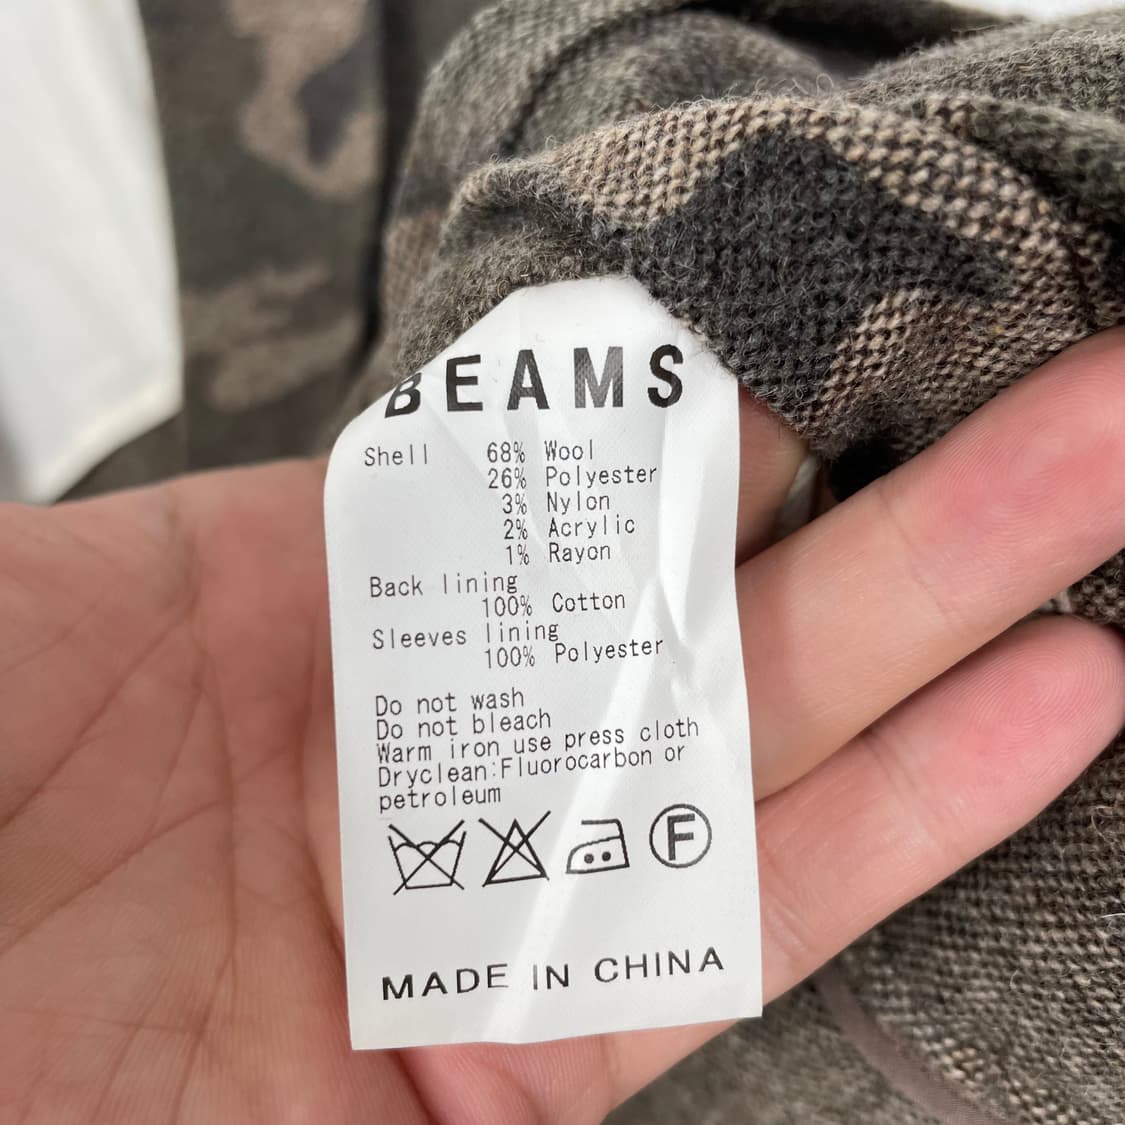 BEAMS
Shell 68% Wool
26% Polyester
3% Nylon
2% Acrylic
1% Rayon
Back lining
100% Cotton
Sleeves lining
100% Polyester
Do not wash
Do not bleach
Warm iron use press cloth
Dryclean:Fluorocarbon or
petroleum
F
MADE IN CHINA